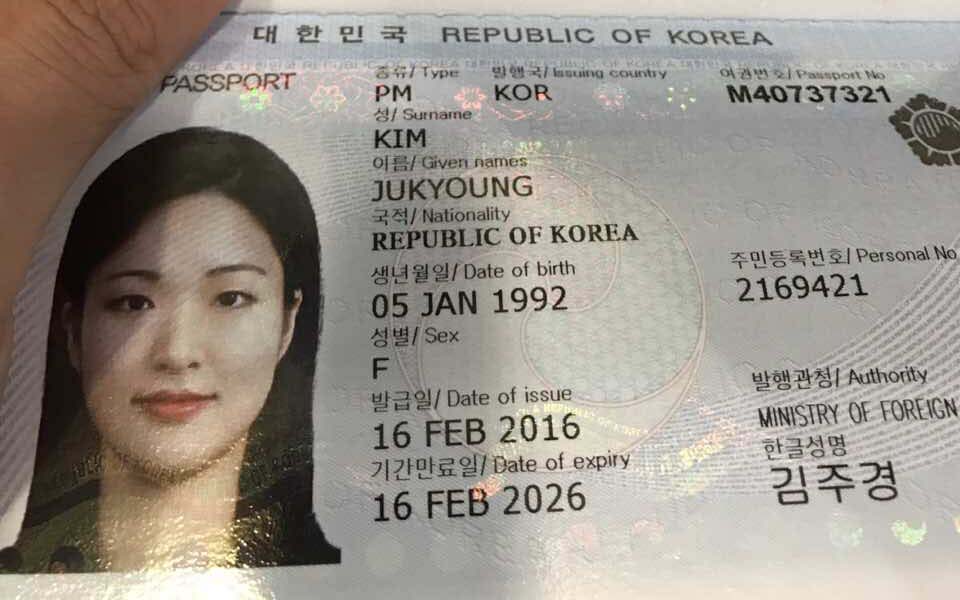 대한민국 REPUBLIC OF KOREA
PASSPORT
종류/ Type 발행국/ Issuing country 여권번호/ Passport No
PM KOR M40737321
성/ Surname
KIM
이름/ Given names
JUKYOUNG
국적/ Nationality
REPUBLIC OF KOREA
생년월일/ Date of birth 주민등록번호/ Personal No
05 JAN 1992 2169421
성별/ Sex
F
발급일/ Date of issue 발행관청/ Authority
16 FEB 2016 MINISTRY OF FOREIGN
기간만료일/ Date of expiry 한글성명
16 FEB 2026 김주경